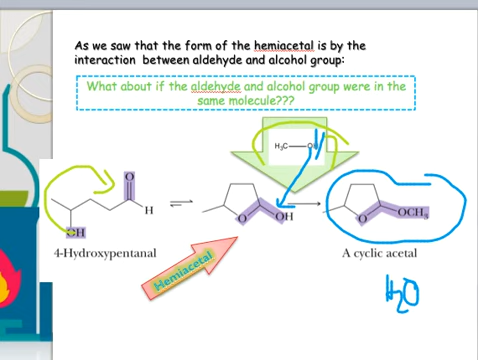 As we saw that the form of the hemiacetal is by the
interaction between aldehyde and alcohol group:
What about if the aldehyde and alcohol group were in the
same molecule???
H₃C—OH
O
H
OH
O
OH
O
OCH₃
4-Hydroxypentanal
Hemiacetal
A cyclic acetal
H₂O